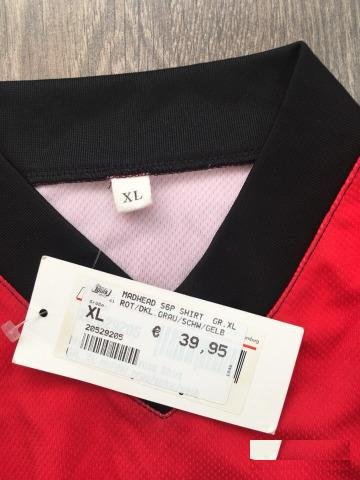 XL
MADHEAD S6P SHIRT GR.XL
ROT/DKL.GRAU/SCHW/GELB
XL
20529205
€ 39,95